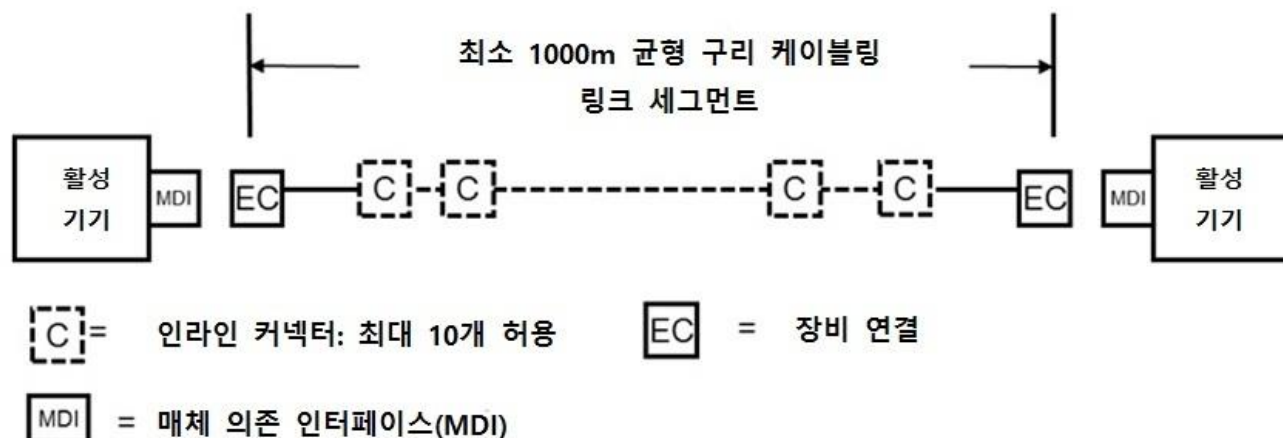 최소 1000m 균형 구리 케이블링
링크 세그먼트
활성
기기
MDI
EC
C
C
C
C
EC
MDI
활성
기기
C = 인라인 커넥터: 최대 10개 허용
EC = 장비 연결
MDI = 매체 의존 인터페이스(MDI)